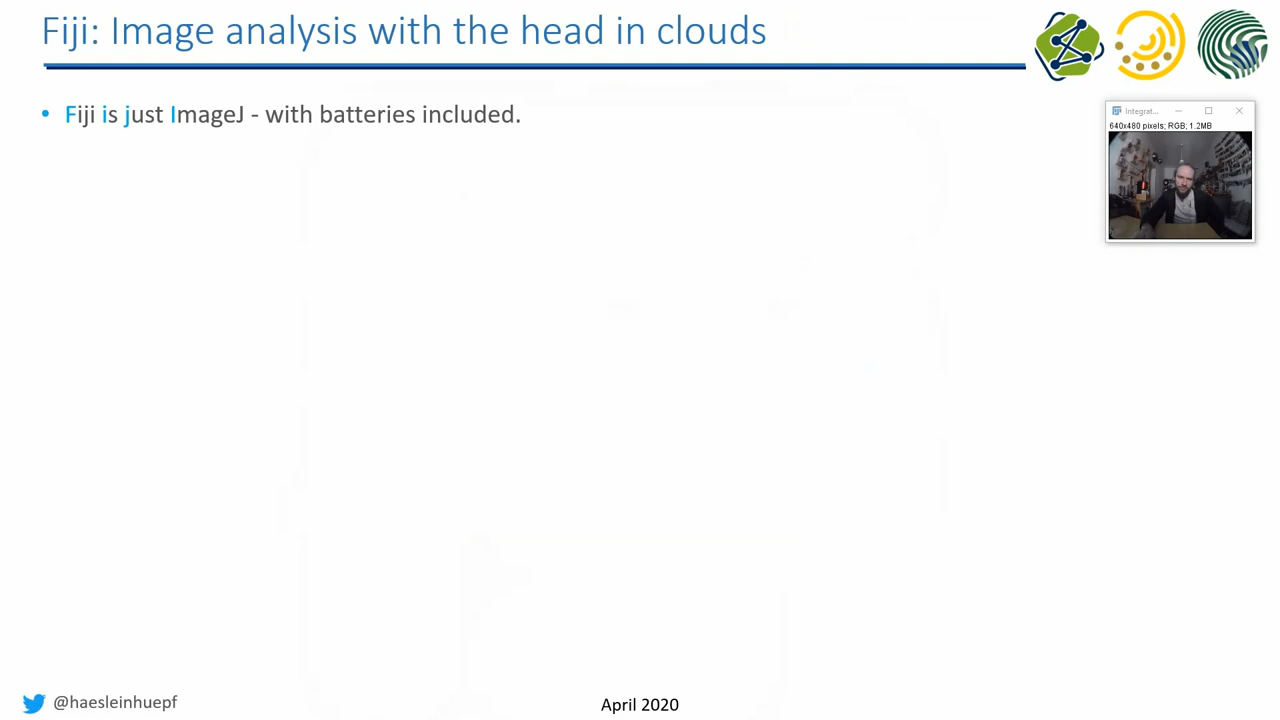 Fiji: Image analysis with the head in clouds
• Fiji is just ImageJ - with batteries included.
Integrat...
640x480 pixels; RGB; 1.2MB
@haesleinhuepf
April 2020